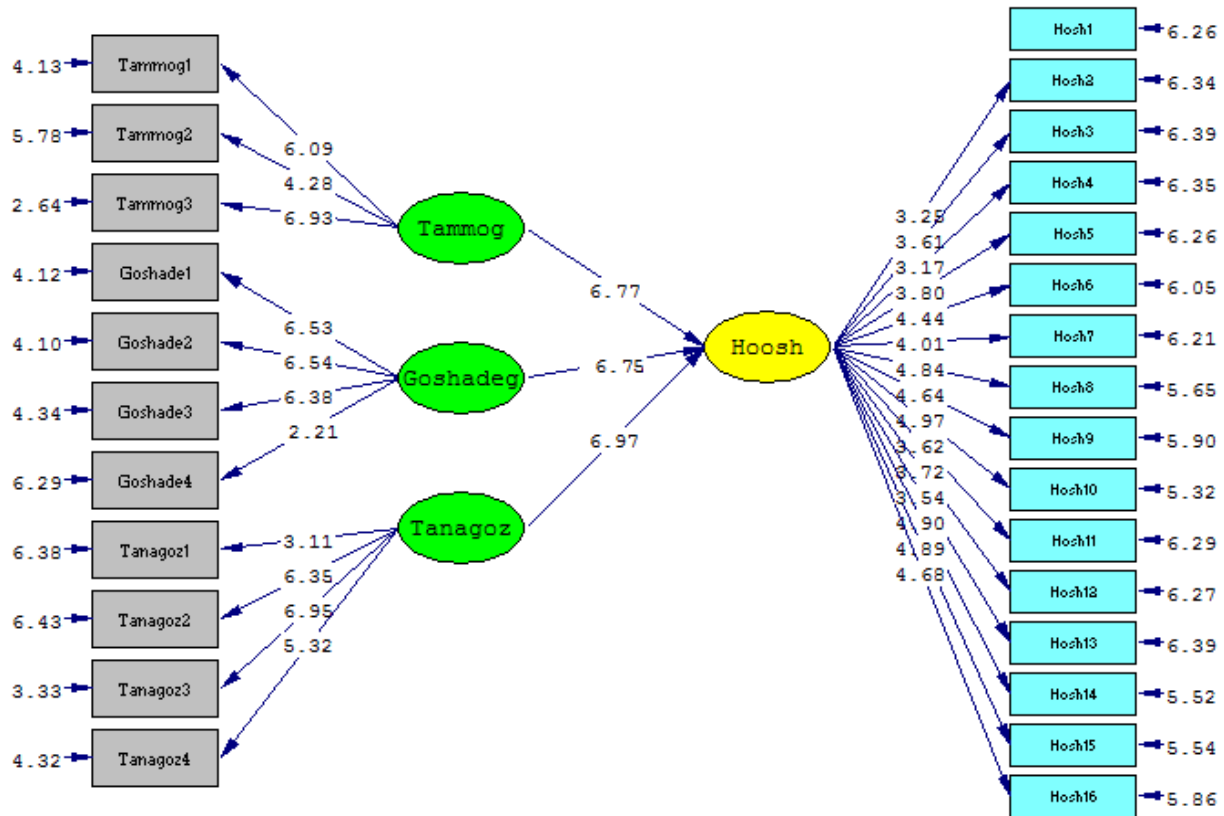 4.13 Tammog1
5.78 Tammog2
2.64 Tammog3
4.12 Goshade1
4.10 Goshade2
4.34 Goshade3
6.29 Goshade4
6.38 Tanagoz1
6.43 Tanagoz2
3.33 Tanagoz3
4.32 Tanagoz4
6.09
4.28
6.93
6.53
6.54
6.38
2.21
3.11
6.35
6.95
5.32
Tammog
Goshadeg
Tanagoz
6.77
6.75
6.97
Hoosh
3.25
3.61
3.17
3.80
4.44
4.01
4.84
4.64
4.97
3.62
3.72
3.54
4.90
4.89
4.68
Hosh1 6.26
Hosh2 6.34
Hosh3 6.39
Hosh4 6.35
Hosh5 6.26
Hosh6 6.05
Hosh7 6.21
Hosh8 5.65
Hosh9 5.90
Hosh10 5.32
Hosh11 6.29
Hosh12 6.27
Hosh13 6.39
Hosh14 5.52
Hosh15 5.54
Hosh16 5.86